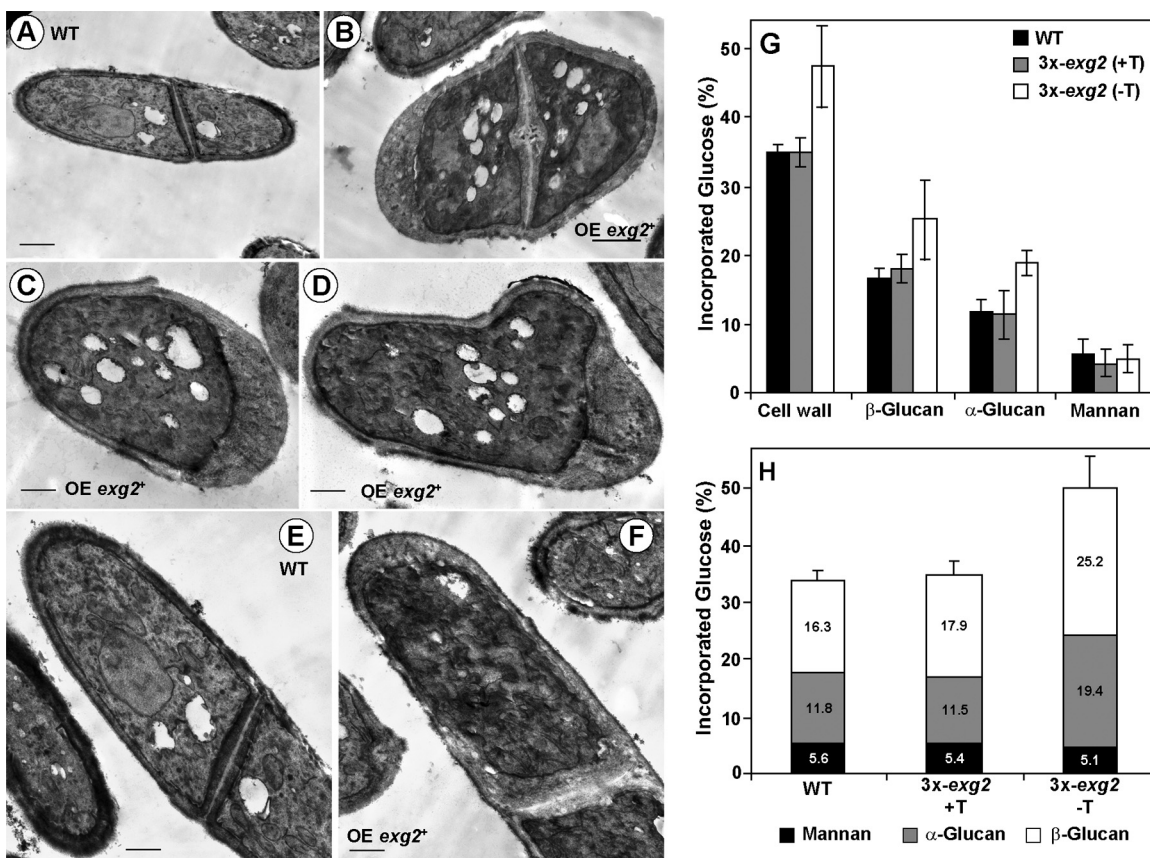 A WT
B
OE exg2+
C
OE exg2+
D
OE exg2+
E
WT
F
OE exg2+
G
WT
3x-exg2 (+T)
3x-exg2 (-T)
Incorporated Glucose (%)
50
40
30
20
10
0
Cell wall β-Glucan α-Glucan Mannan
H
Incorporated Glucose (%)
50
40
30
20
10
0
25.2
16.3 17.9
19.4
11.8 11.5
5.6 5.4 5.1
WT 3x-exg2 3x-exg2
+T -T
Mannan α-Glucan β-Glucan